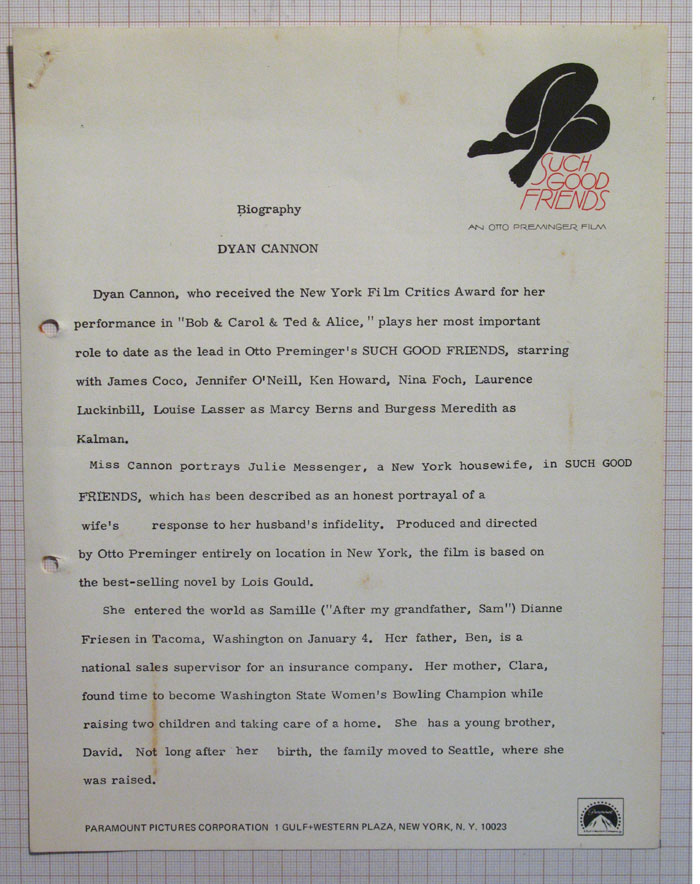 SUCH
GOOD
FRIENDS
AN OTTO PREMINGER FILM
Biography
DYAN CANNON
Dyan Cannon, who received the New York Film Critics Award for her
performance in "Bob & Carol & Ted & Alice, " plays her most important
role to date as the lead in Otto Preminger's SUCH GOOD FRIENDS, starring
with James Coco, Jennifer O'Neill, Ken Howard, Nina Foch, Laurence
Luckinbill, Louise Lasser as Marcy Berns and Burgess Meredith as
Kalman.
Miss Cannon portrays Julie Messenger, a New York housewife, in SUCH GOOD
FRIENDS, which has been described as an honest portrayal of a
wife's response to her husband's infidelity. Produced and directed
by Otto Preminger entirely on location in New York, the film is based on
the best-selling novel by Lois Gould.
She entered the world as Samille ("After my grandfather, Sam") Dianne
Friesen in Tacoma, Washington on January 4. Her father, Ben, is a
national sales supervisor for an insurance company. Her mother, Clara,
found time to become Washington State Women's Bowling Champion while
raising two children and taking care of a home. She has a young brother,
David. Not long after her birth, the family moved to Seattle, where she
was raised.
PARAMOUNT PICTURES CORPORATION 1 GULF+WESTERN PLAZA, NEW YORK, N. Y. 10023
Paramount